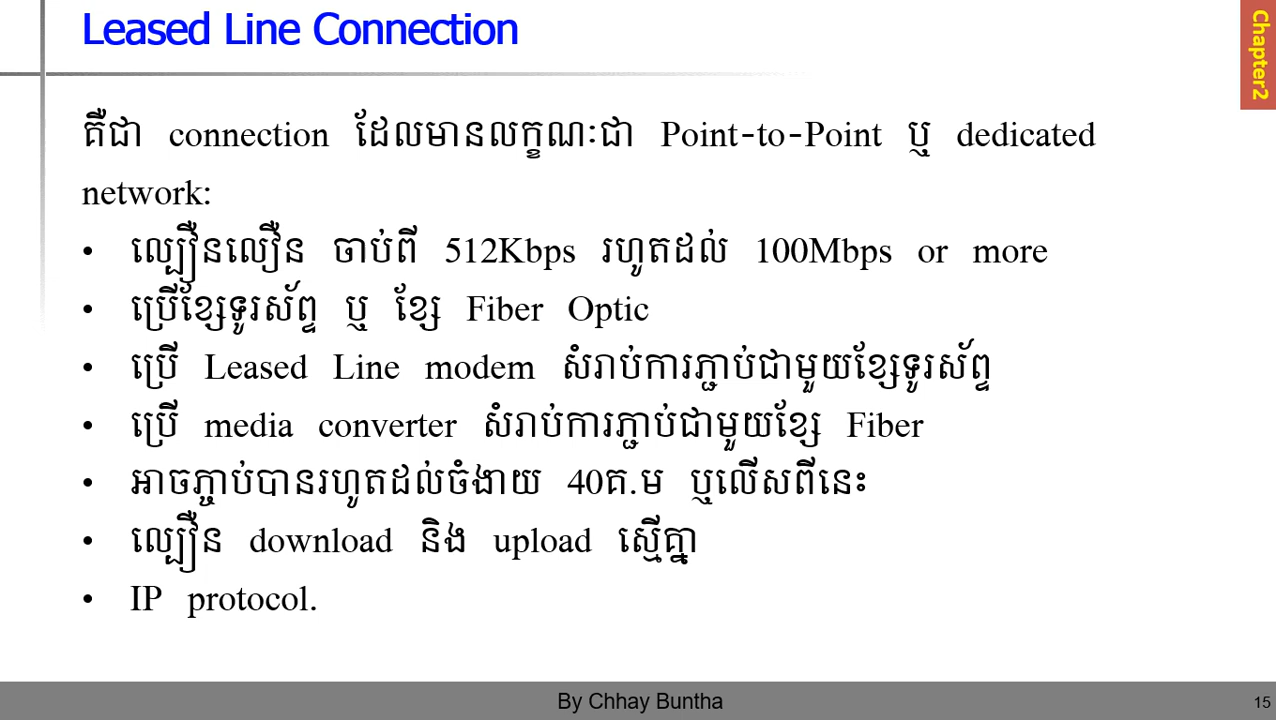 Leased Line Connection
Chapter2
គឺជា connection ដែលមានលក្ខណៈជា Point-to-Point ឬ dedicated
network:
• ល្បឿនលឿន ចាប់ពី 512Kbps រហូតដល់ 100Mbps or more
• ប្រើខ្សែទូរស័ព្ទ ឬ ខ្សែ Fiber Optic
• ប្រើ Leased Line modem សំរាប់ការភ្ជាប់ជាមួយខ្សែទូរស័ព្ទ
• ប្រើ media converter សំរាប់ការភ្ជាប់ជាមួយខ្សែ Fiber
• អាចភ្ជាប់បានរហូតដល់ចំងាយ 40គ.ម ឬលើសពីនេះ
• ល្បឿន download និង upload ស្មើគ្នា
• IP protocol.
By Chhay Buntha
15